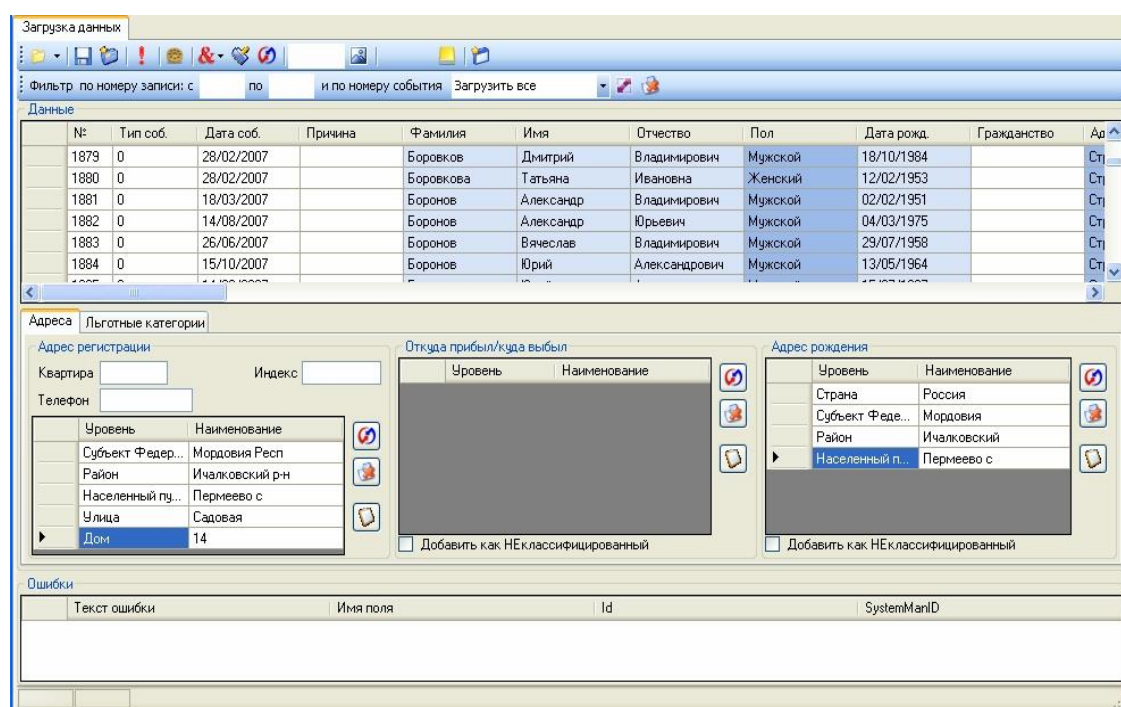 Загрузка данных
Фильтр по номеру записи: с по и по номеру события Загрузить все
Данные
№ Тип соб. Дата соб. Причина Фамилия Имя Отчество Пол Дата рожд. Гражданство
1879 0 28/02/2007 Боровков Дмитрий Владимирович Мужской 18/10/1984
1880 0 28/02/2007 Боровкова Татьяна Ивановна Женский 12/02/1953
1881 0 18/03/2007 Боронов Александр Владимирович Мужской 02/02/1951
1882 0 14/08/2007 Боронов Александр Юрьевич Мужской 04/03/1975
1883 0 26/06/2007 Боронов Вячеслав Владимирович Мужской 29/07/1958
1884 0 15/10/2007 Боронов Юрий Александрович Мужской 13/05/1964
Адреса Льготные категории
Адрес регистрации Откуда прибыл/куда выбыл Адрес рождения
Квартира Индекс Уровень Наименование Уровень Наименование
Телефон Страна Россия
Уровень Наименование Субъект Феде... Мордовия
Субъект Федер... Мордовия Респ Район Ичалковский
Район Ичалковский р-н Населенный п... Пермеево с
Населенный пу... Пермеево с
Улица Садовая
Дом 14
Добавить как НЕклассифицированный Добавить как НЕклассифицированный
Ошибки
Текст ошибки Имя поля Id SystemManID